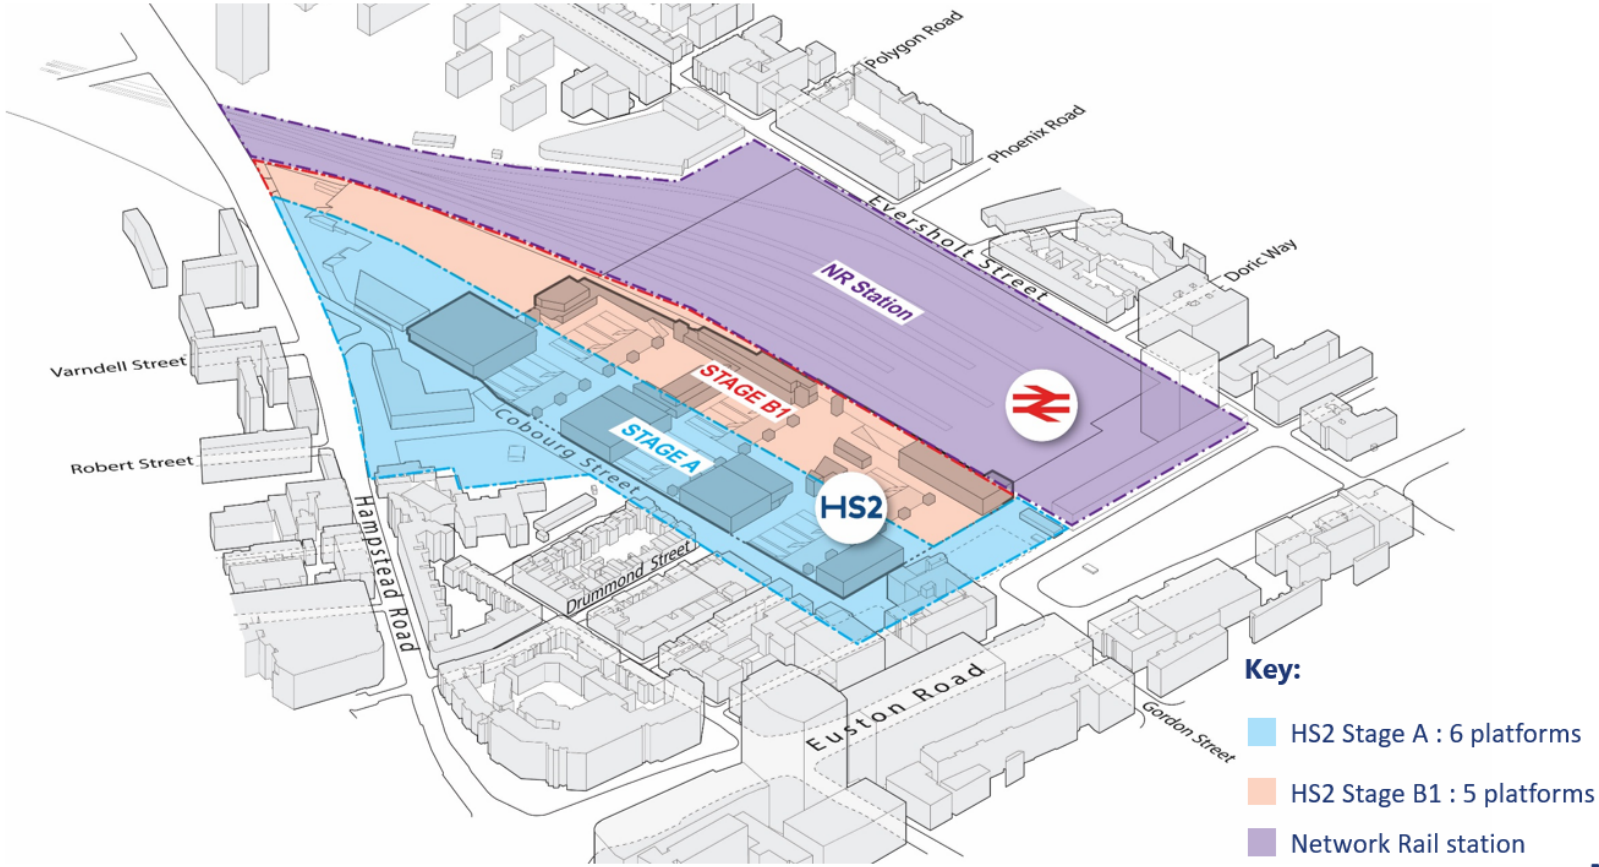 Polygon Road
Phoenix Road
Eversholt Street
Doric Way
NR Station
Varndell Street
STAGE B1
Cobourg Street
STAGE A
Robert Street
HS2
Hampstead Road
Drummond Street
Euston Road
Gordon Street
Key:
HS2 Stage A : 6 platforms
HS2 Stage B1 : 5 platforms
Network Rail station